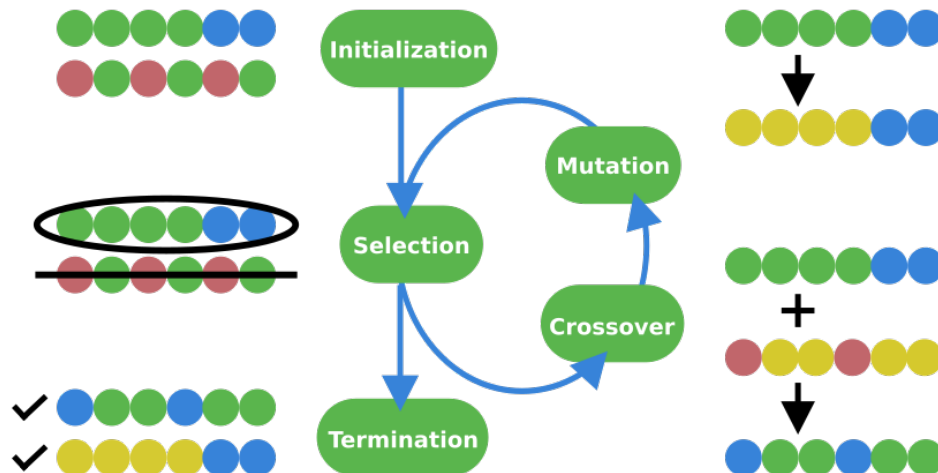 Initialization
Mutation
Selection
Crossover
Termination